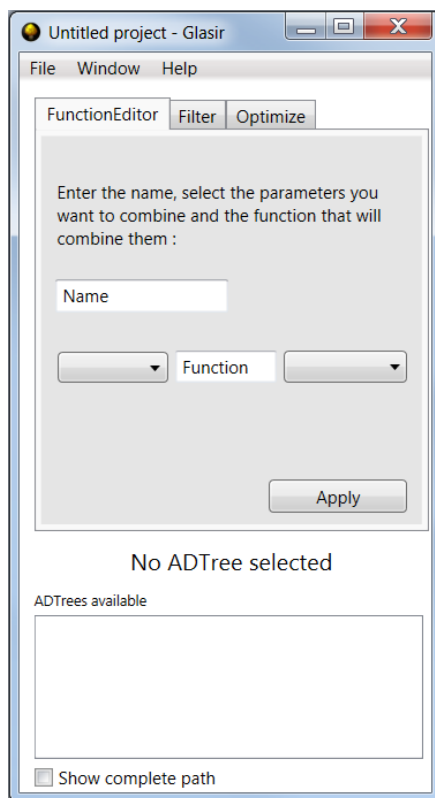 Untitled project - Glasir
File Window Help
FunctionEditor Filter Optimize
Enter the name, select the parameters you
want to combine and the function that will
combine them :
Name
Function
Apply
No ADTree selected
ADTrees available
Show complete path